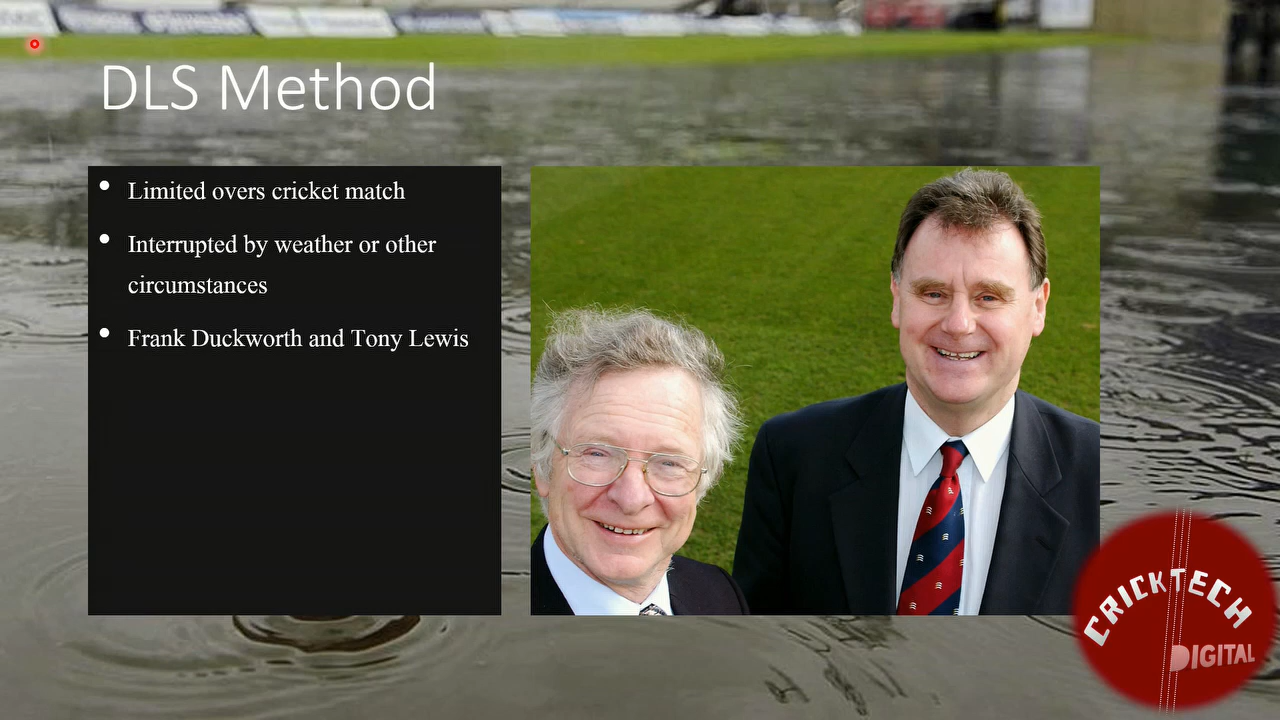 DLS Method
• Limited overs cricket match
• Interrupted by weather or other
circumstances
• Frank Duckworth and Tony Lewis
CRICKTECH
DIGITAL